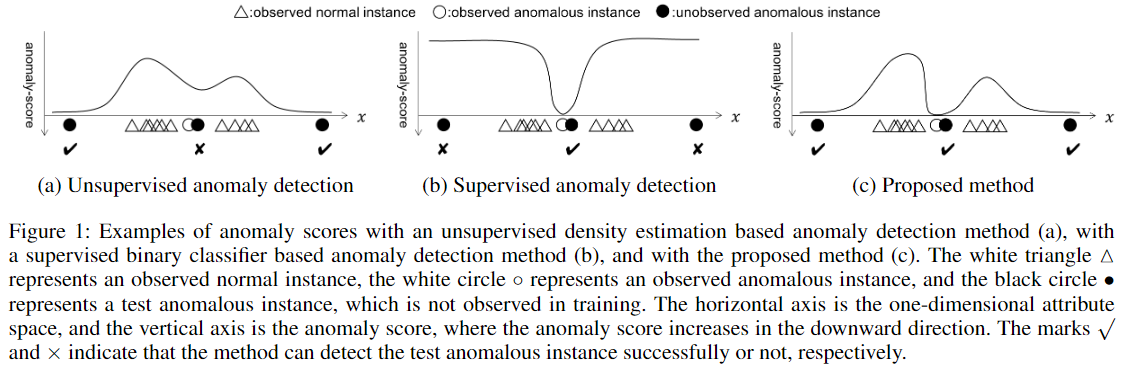 △:observed normal instance ○:observed anomalous instance ●:unobserved anomalous instance
anomaly-score x anomaly-score x anomaly-score x
✔ ✘ ✔ ✘ ✔ ✘ ✔ ✔ ✔
(a) Unsupervised anomaly detection (b) Supervised anomaly detection (c) Proposed method
Figure 1: Examples of anomaly scores with an unsupervised density estimation based anomaly detection method (a), with
a supervised binary classifier based anomaly detection method (b), and with the proposed method (c). The white triangle △
represents an observed normal instance, the white circle ○ represents an observed anomalous instance, and the black circle ●
represents a test anomalous instance, which is not observed in training. The horizontal axis is the one-dimensional attribute
space, and the vertical axis is the anomaly score, where the anomaly score increases in the downward direction. The marks √
and × indicate that the method can detect the test anomalous instance successfully or not, respectively.